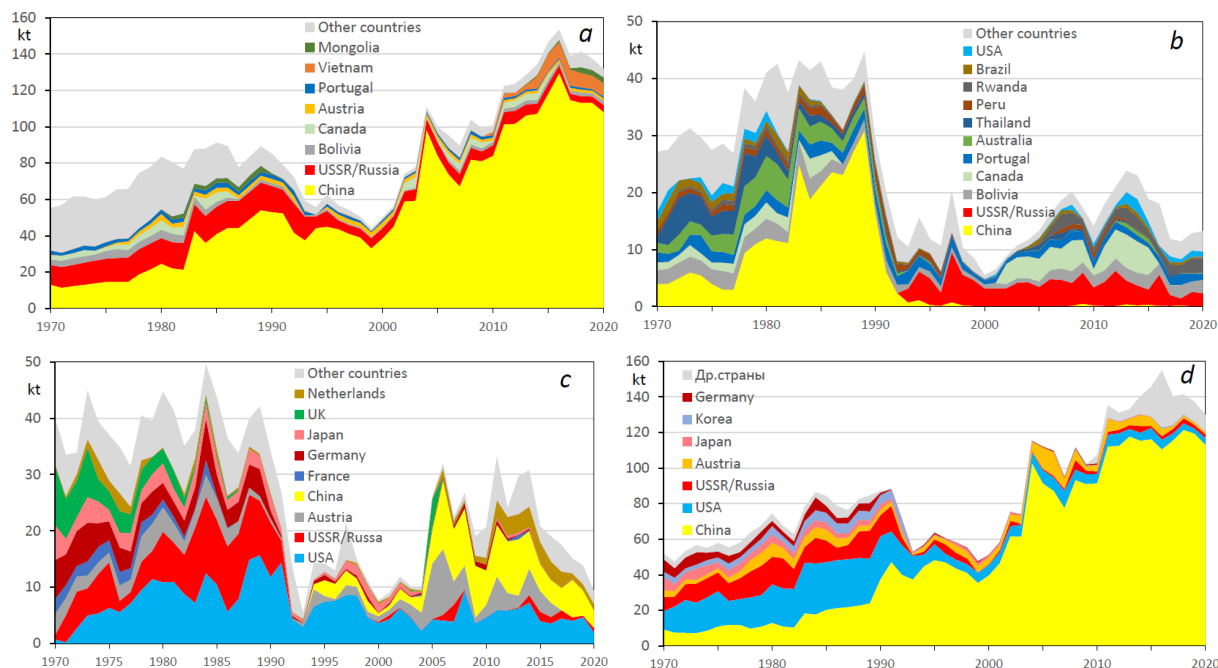 160
kt
140
120
100
80
60
40
20
0
a
Other countries
Mongolia
Vietnam
Portugal
Austria
Canada
Bolivia
USSR/Russia
China
1970 1980 1990 2000 2010 2020
50
kt
40
30
20
10
0
b
Other countries
USA
Brazil
Rwanda
Peru
Thailand
Australia
Portugal
Canada
Bolivia
USSR/Russia
China
1970 1980 1990 2000 2010 2020
50
kt
40
30
20
10
0
c
Other countries
Netherlands
UK
Japan
Germany
France
China
Austria
USSR/Russa
USA
1970 1975 1980 1985 1990 1995 2000 2005 2010 2015 2020
160
kt
140
120
100
80
60
40
20
0
d
Др.страны
Germany
Korea
Japan
Austria
USSR/Russia
USA
China
1970 1980 1990 2000 2010 2020